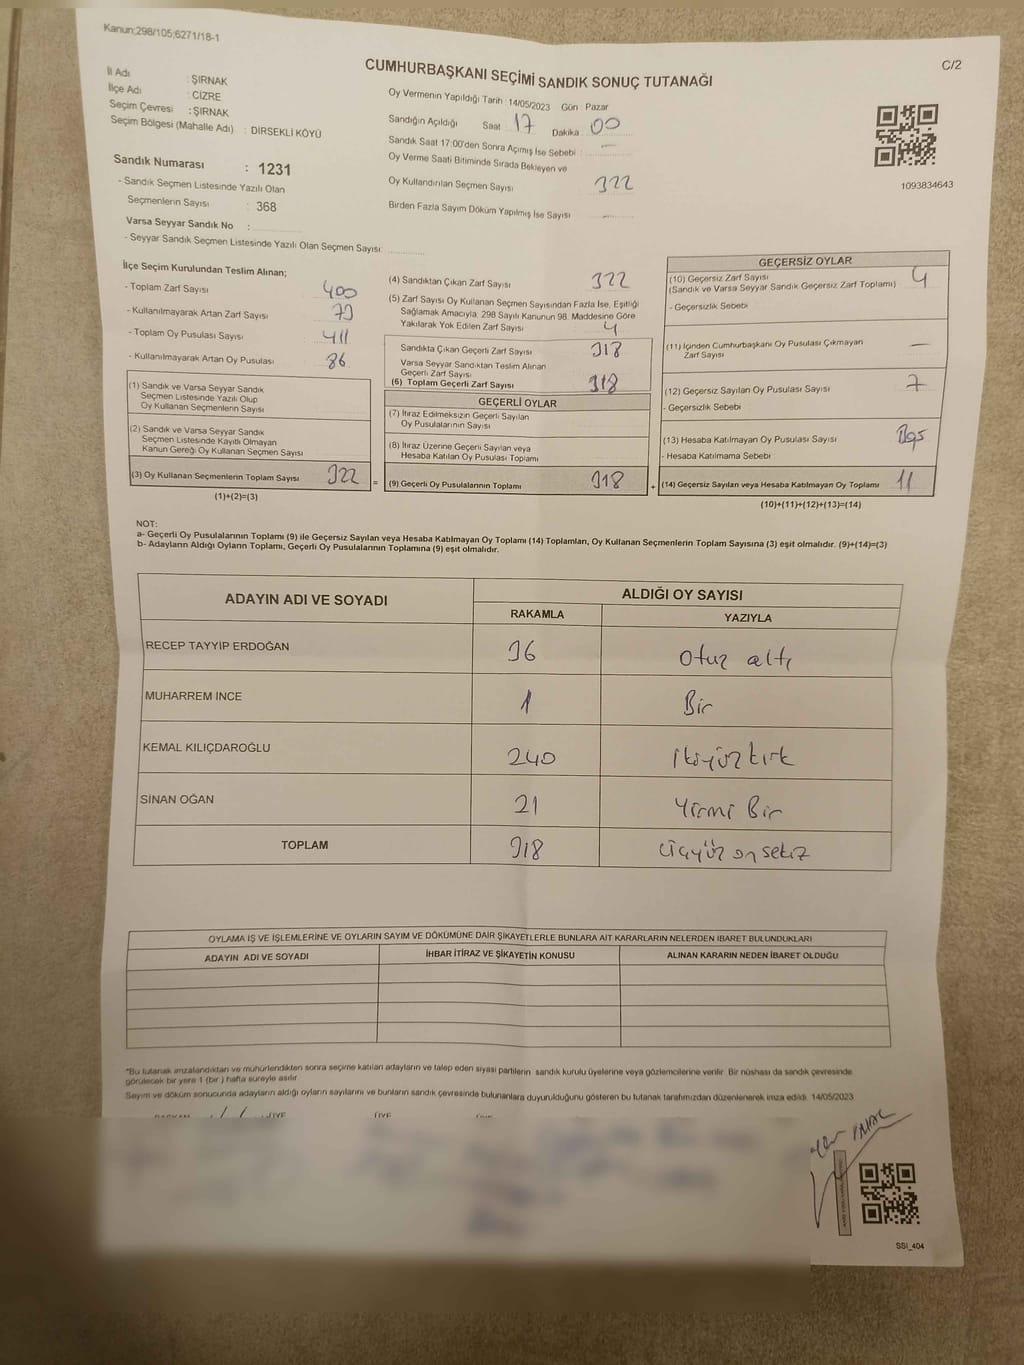 Kanun;298/105;6271/18-1
C/2
CUMHURBAŞKANI SEÇİMİ SANDIK SONUÇ TUTANAĞI
İl Adı : ŞIRNAK
İlçe Adı : CİZRE
Seçim Çevresi : ŞIRNAK
Seçim Bölgesi (Mahalle Adı) : DİRSEKLİ KÖYÜ
Sandık Numarası : 1231
- Sandık Seçmen Listesinde Yazılı Olan
Seçmenlerin Sayısı : 368
Varsa Seyyar Sandık No :
- Seyyar Sandık Seçmen Listesinde Yazılı Olan Seçmen Sayısı:
Oy Vermenin Yapıldığı Tarih : 14/05/2023 Gün : Pazar
Sandığın Açıldığı Saat 17 Dakika 00
Sandık Saat 17:00'den Sonra Açımış İse Sebebi : —
Oy Verme Saati Bitiminde Sırada Bekleyen ve
Oy Kullandırılan Seçmen Sayısı 322
Birden Fazla Sayım Döküm Yapılmış İse Sayısı —
1093834643
İlçe Seçim Kurulundan Teslim Alınan;
- Toplam Zarf Sayısı 400
- Kullanılmayarak Artan Zarf Sayısı 79
- Toplam Oy Pusulası Sayısı 411
- Kullanılmayarak Artan Oy Pusulası 86
(1) Sandık ve Varsa Seyyar Sandık
Seçmen Listesinde Yazılı Olup
Oy Kullanan Seçmenlerin Sayısı
(2) Sandık ve Varsa Seyyar Sandık
Seçmen Listesinde Kayıtlı Olmayan
Kanun Gereği Oy Kullanan Seçmen Sayısı
(3) Oy Kullanan Seçmenlerin Toplam Sayısı 322
(1)+(2)=(3)
=
(4) Sandıktan Çıkan Zarf Sayısı 322
(5) Zarf Sayısı Oy Kullanan Seçmen Sayısından Fazla İse, Eşitliği
Sağlamak Amacıyla, 298 Sayılı Kanunun 98. Maddesine Göre
Yakılarak Yok Edilen Zarf Sayısı 4
Sandıkta Çıkan Geçerli Zarf Sayısı 318
Varsa Seyyar Sandıktan Teslim Alınan
Geçerli Zarf Sayısı
(6) Toplam Geçerli Zarf Sayısı 318
GEÇERLİ OYLAR
(7) İtiraz Edilmeksizin Geçerli Sayılan
Oy Pusulalarının Sayısı
(8) İtiraz Üzerine Geçerli Sayılan veya
Hesaba Katılan Oy Pusulası Toplamı
(9) Geçerli Oy Pusulalarının Toplamı 318
+
GEÇERSİZ OYLAR
(10) Geçersiz Zarf Sayısı 4
(Sandık ve Varsa Seyyar Sandık Geçersiz Zarf Toplamı)
- Geçersizlik Sebebi
(11) İçinden Cumhurbaşkanı Oy Pusulası Çıkmayan
Zarf Sayısı —
(12) Geçersiz Sayılan Oy Pusulası Sayısı 7
- Geçersizlik Sebebi
(13) Hesaba Katılmayan Oy Pusulası Sayısı
- Hesaba Katılmama Sebebi
(14) Geçersiz Sayılan veya Hesaba Katılmayan Oy Toplamı 11
(10)+(11)+(12)+(13)=(14)
NOT:
a- Geçerli Oy Pusulalarının Toplamı (9) ile Geçersiz Sayılan veya Hesaba Katılmayan Oy Toplamı (14) Toplamları, Oy Kullanan Seçmenlerin Toplam Sayısına (3) eşit olmalıdır. (9)+(14)=(3)
b- Adayların Aldığı Oyların Toplamı, Geçerli Oy Pusulalarının Toplamına (9) eşit olmalıdır.
ADAYIN ADI VE SOYADI
ALDIĞI OY SAYISI
RAKAMLA YAZIYLA
RECEP TAYYİP ERDOĞAN 36 Otuz altı
MUHARREM İNCE 1 Bir
KEMAL KILIÇDAROĞLU 240 ikiyüz kırk
SİNAN OĞAN 21 Yirmi Bir
TOPLAM 318 üçyüz on sekiz
OYLAMA İŞ VE İŞLEMLERİNE VE OYLARIN SAYIM VE DÖKÜMÜNE DAİR ŞİKAYETLERLE BUNLARA AİT KARARLARIN NELERDEN İBARET BULUNDUKLARI
ADAYIN ADI VE SOYADI İHBAR İTİRAZ VE ŞİKAYETİN KONUSU ALINAN KARARIN NEDEN İBARET OLDUĞU
*Bu tutanak imzalandıktan ve mühürlendikten sonra seçime katılan adayların ve talep eden siyasi partilerin sandık kurulu üyelerine veya gözlemcilerine verilir. Bir nüshası da sandık çevresinde
görülecek bir yere 1 (bir ) hafta süreyle asılır.
Sayım ve döküm sonucunda adayların aldığı oyların sayılarını ve bunların sandık çevresinde bulunanlara duyurulduğunu gösteren bu tutanak tarafımızdan düzenlenerek imza edildi. 14/05/2023
SSI_404